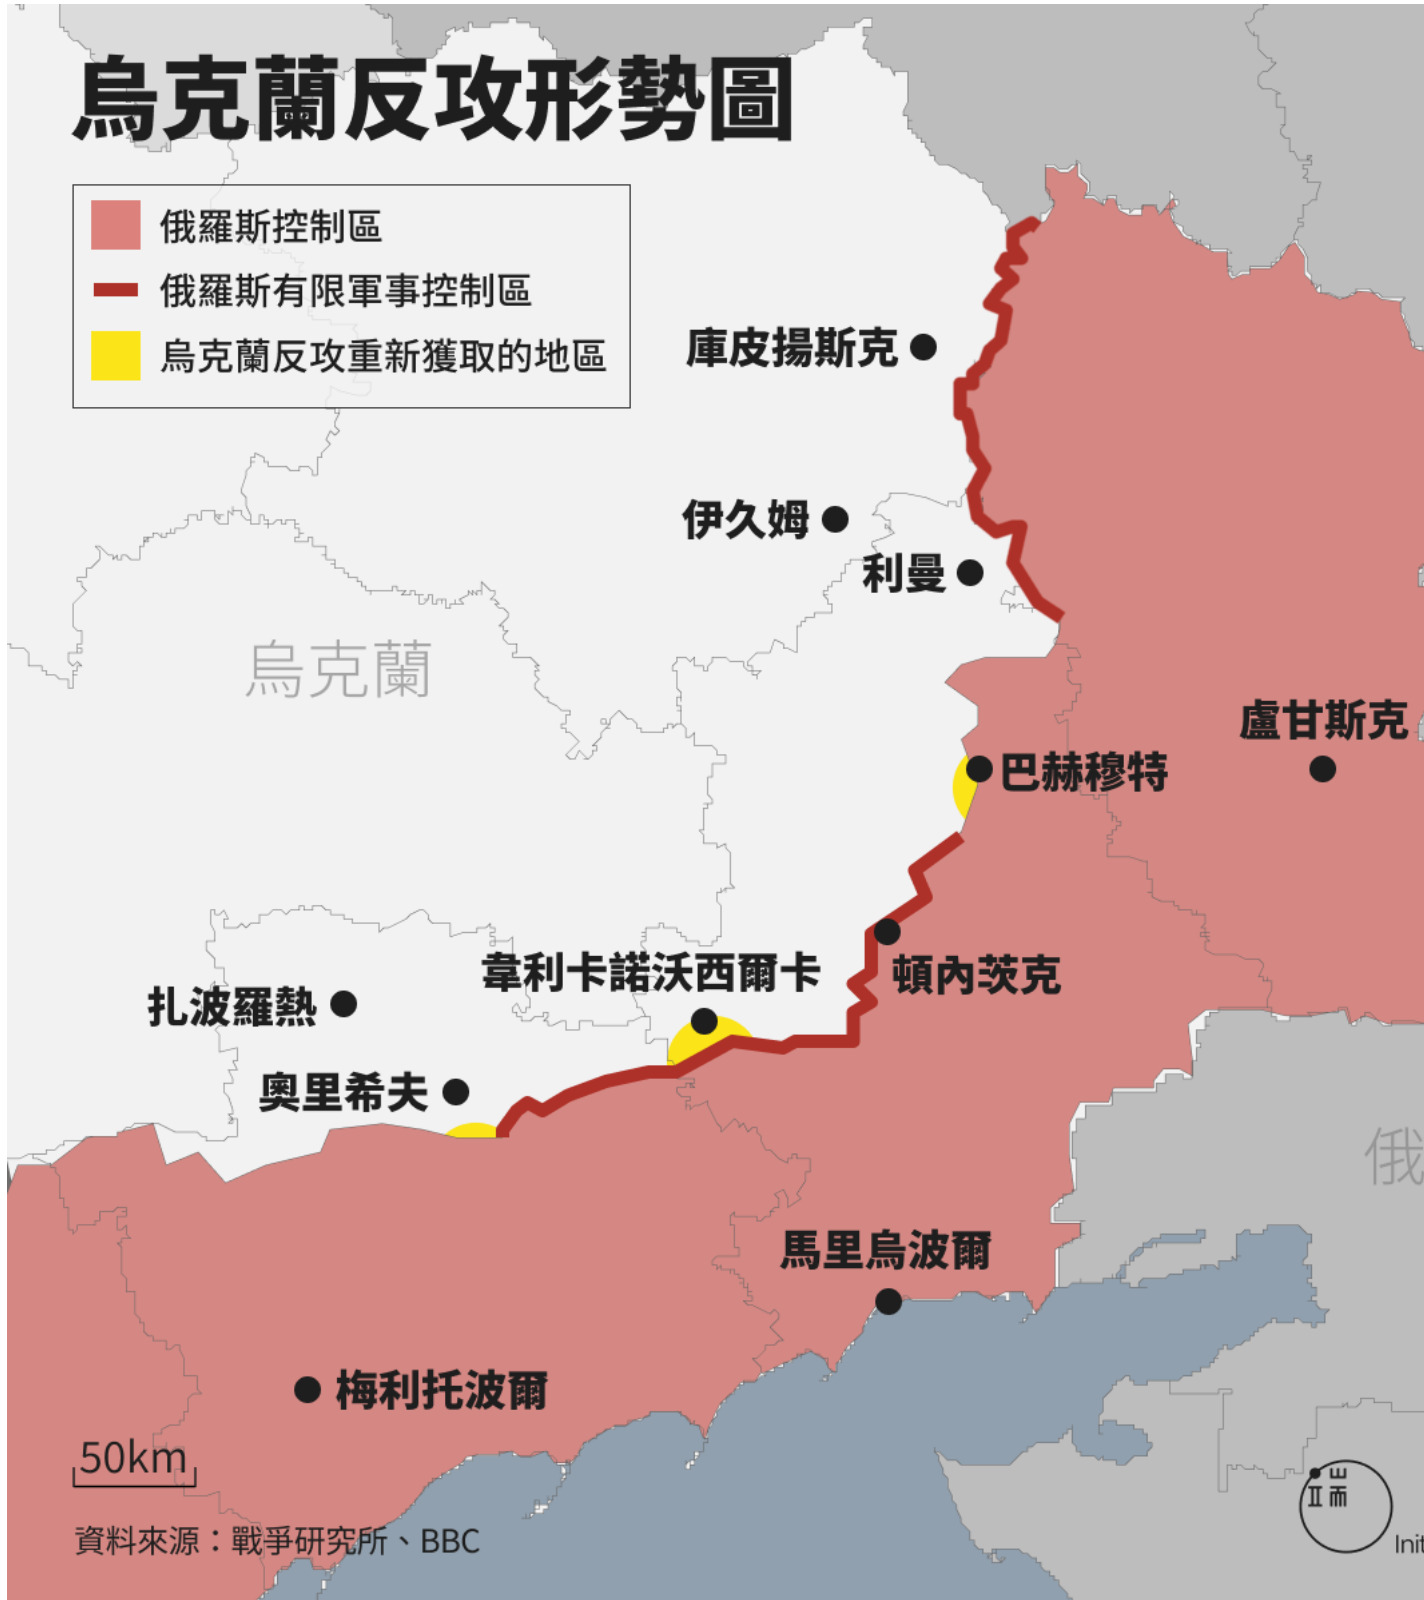 烏克蘭反攻形勢圖
俄羅斯控制區
俄羅斯有限軍事控制區
烏克蘭反攻重新獲取的地區
庫皮揚斯克
伊久姆
利曼
烏克蘭
盧甘斯克
巴赫穆特
韋利卡諾沃西爾卡
頓內茨克
扎波羅熱
奧里希夫
俄
馬里烏波爾
梅利托波爾
50km
端
資料來源：戰爭研究所、BBC
Init